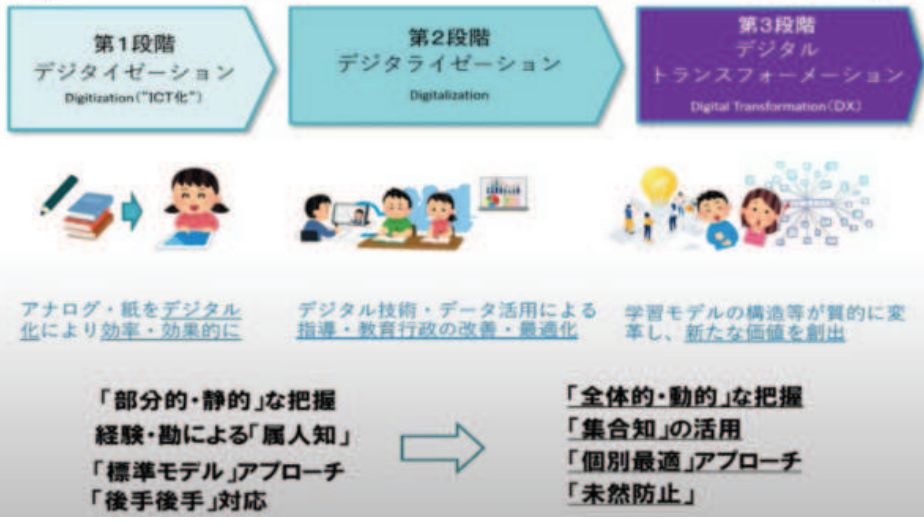 第1段階
デジタイゼーション
Digitization("ICT化")
第2段階
デジタライゼーション
Digitalization
第3段階
デジタル
トランスフォーメーション
Digital Transformation(DX)
アナログ・紙をデジタル
化により効率・効果的に
デジタル技術・データ活用による
指導・教育行政の改善・最適化
学習モデルの構造等が質的に変
革し、新たな価値を創出
「部分的・静的」な把握
経験・勘による「属人知」
「標準モデル」アプローチ
「後手後手」対応
「全体的・動的」な把握
「集合知」の活用
「個別最適」アプローチ
「未然防止」